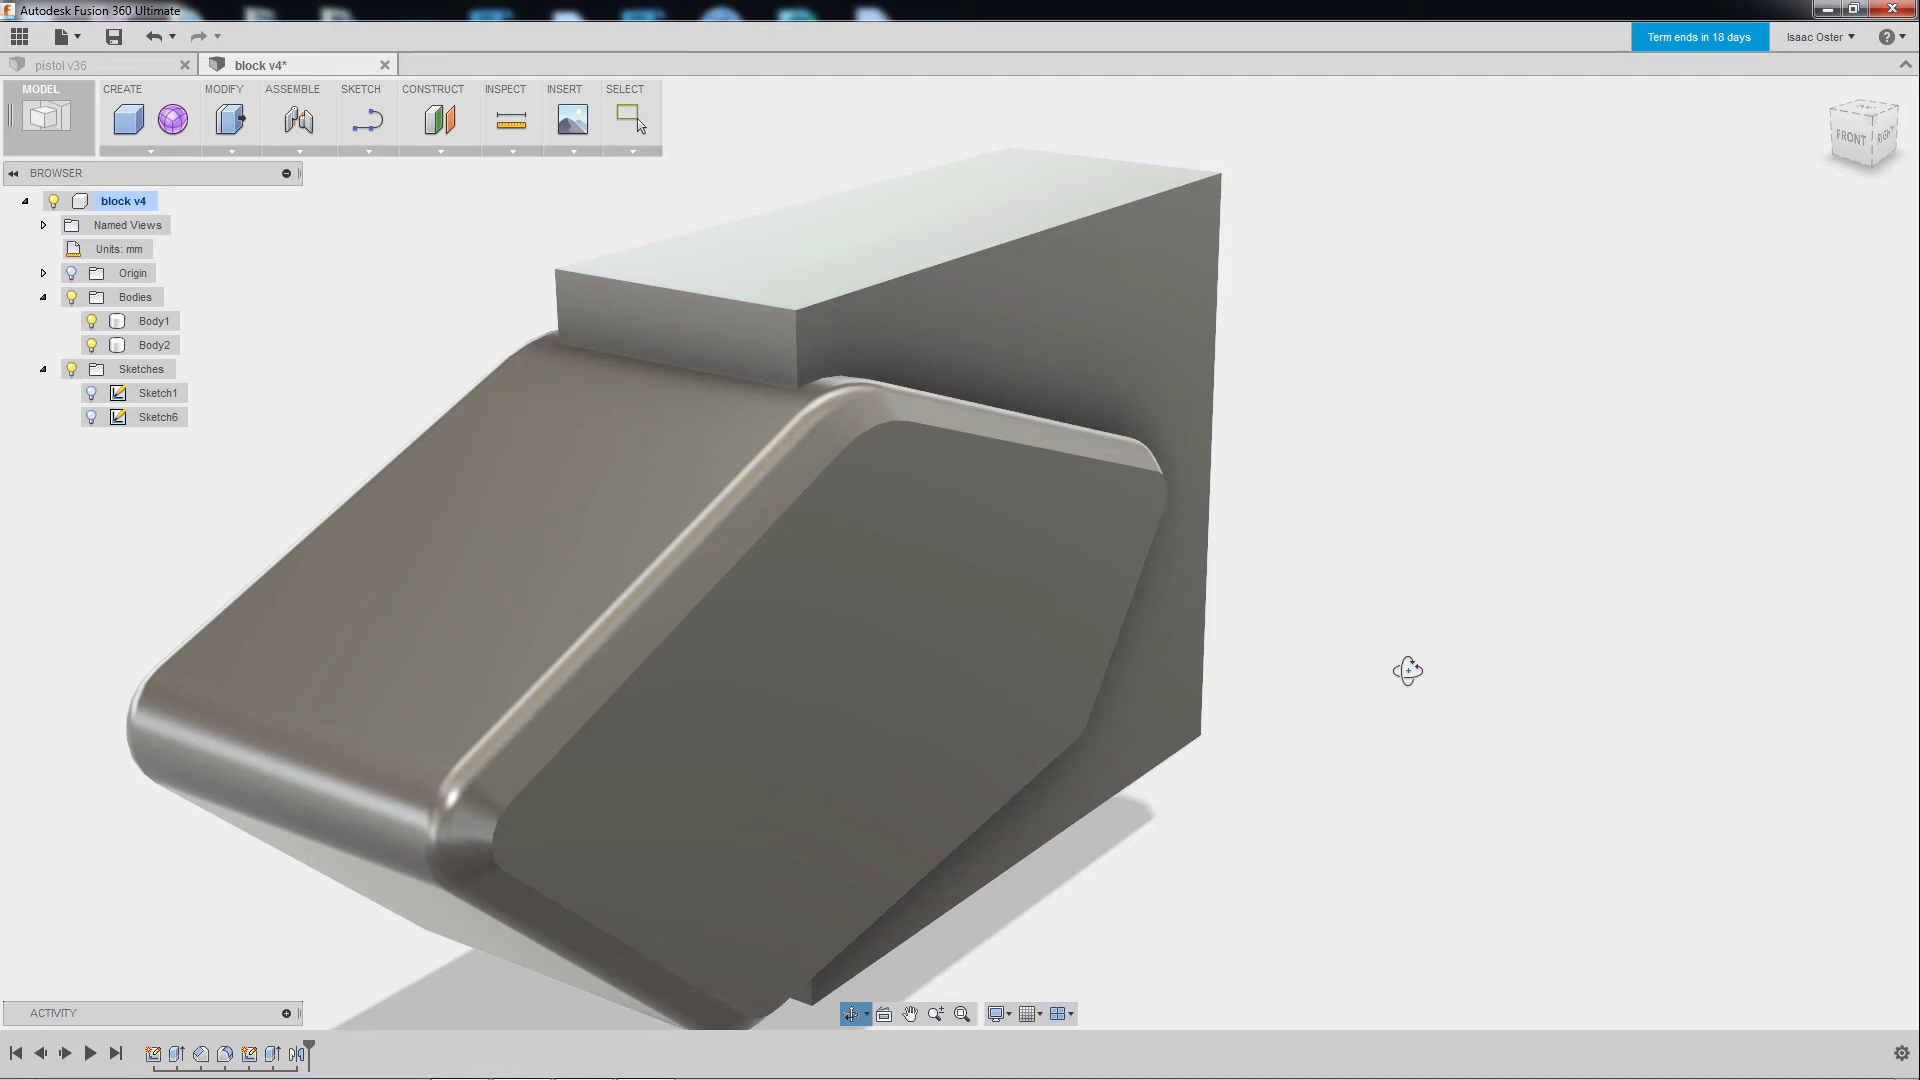 Autodesk Fusion 360 Ultimate
Term ends in 18 days
Isaac Oster
pistol v36
block v4*
MODEL
CREATE
MODIFY
ASSEMBLE
SKETCH
CONSTRUCT
INSPECT
INSERT
SELECT
FRONT
RIGHT
BROWSER
block v4
Named Views
Units: mm
Origin
Bodies
Body1
Body2
Sketches
Sketch1
Sketch6
ACTIVITY